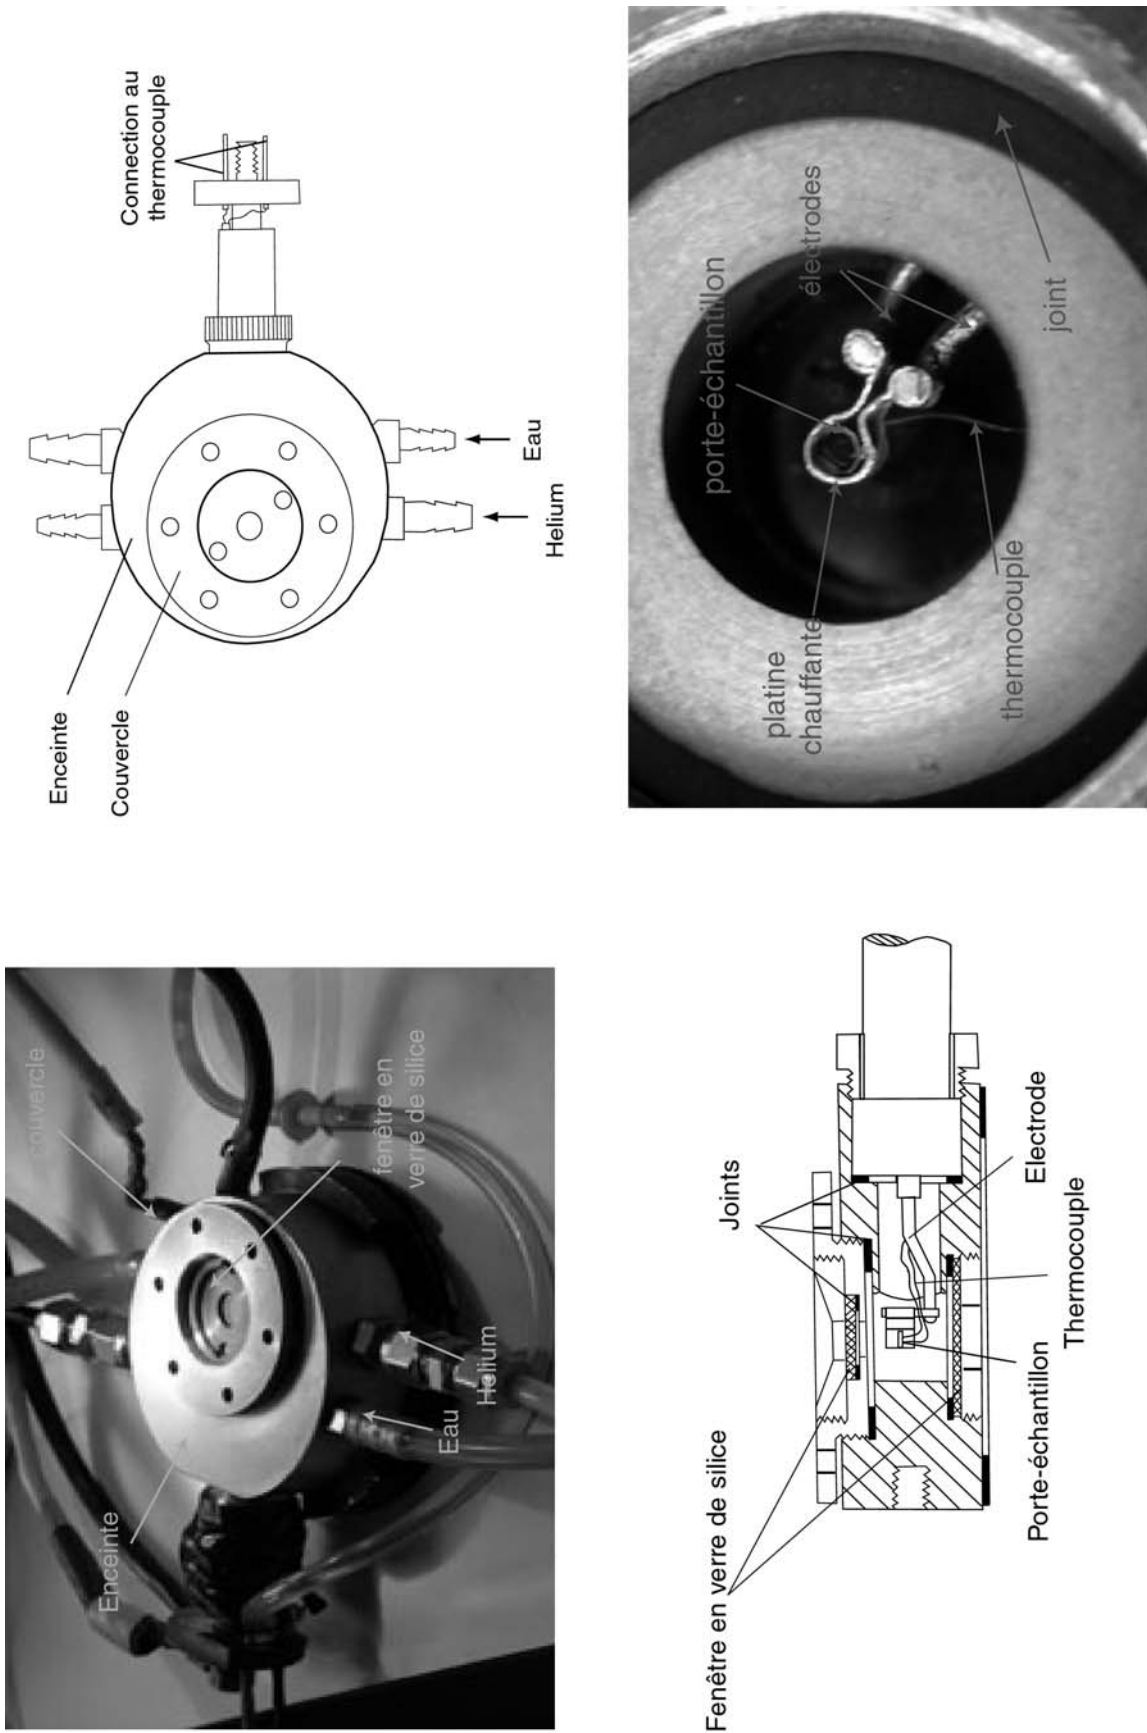 couvercle
fenêtre en
verre de silice
Enceinte
Eau
Helium
Connection au
thermocouple
Enceinte
Couvercle
Helium
Eau
Joints
Fenêtre en verre de silice
Electrode
Thermocouple
Porte-échantillon
porte-échantillon
électrodes
joint
platine
chauffante
thermocouple